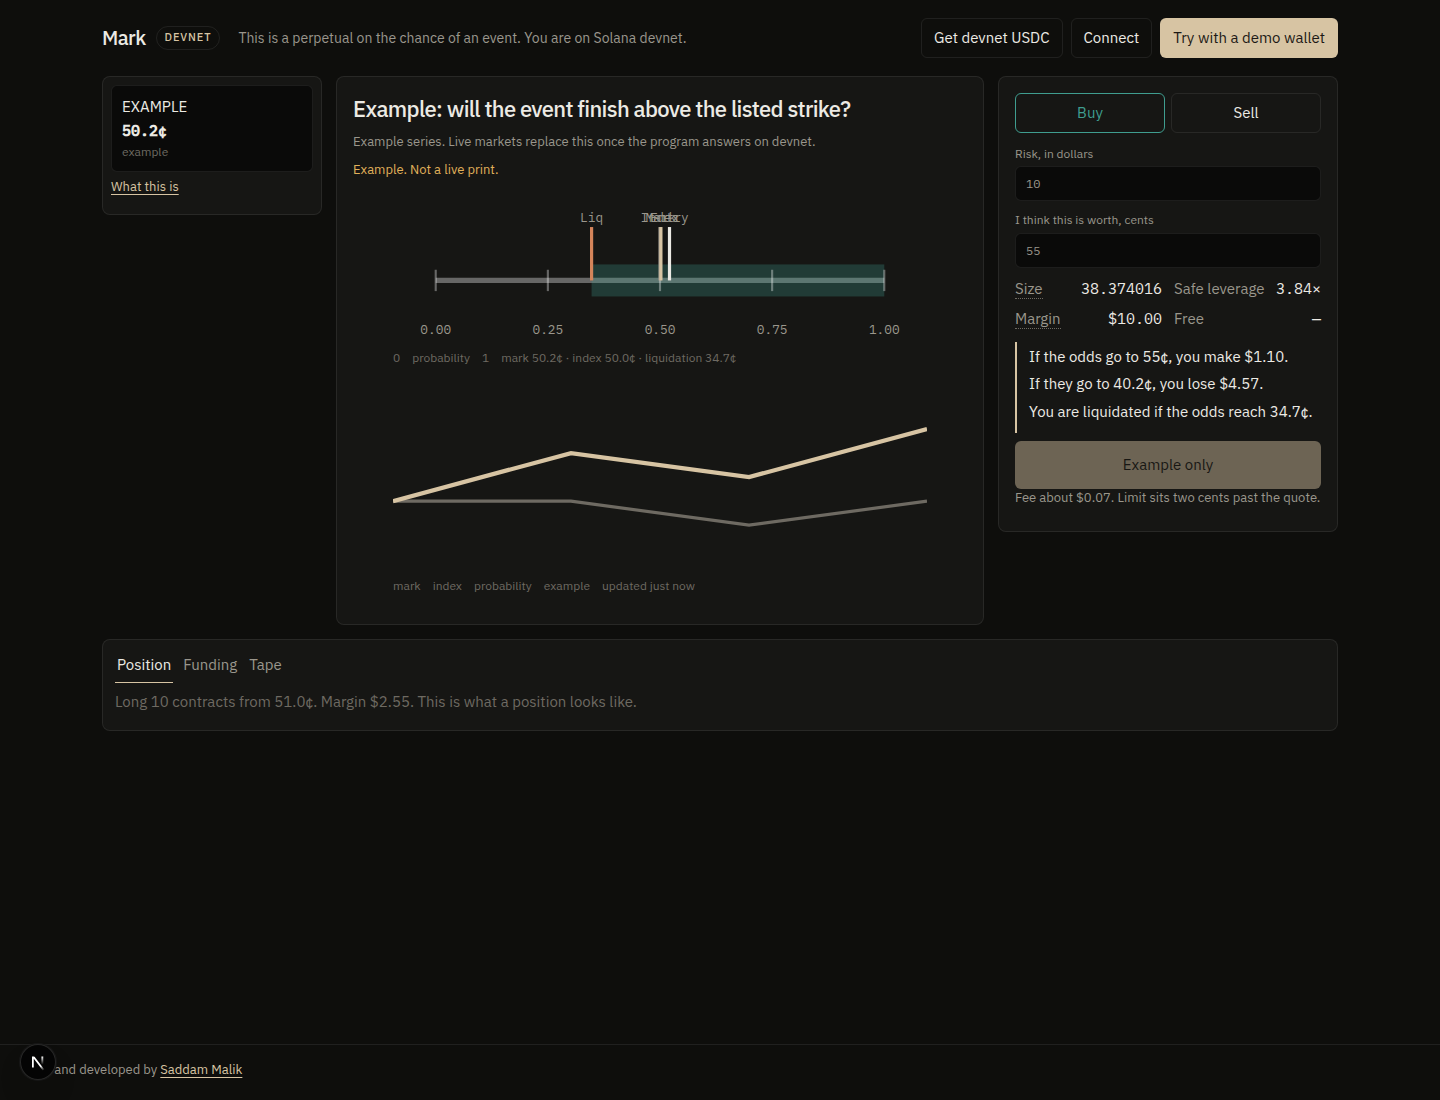 Mark DEVNET This is a perpetual on the chance of an event. You are on Solana devnet. Get devnet USDC Connect Try with a demo wallet
EXAMPLE
50.2¢
example
What this is
Example: will the event finish above the listed strike?
Example series. Live markets replace this once the program answers on devnet.
Example. Not a live print.
Liq
0.00 0.25 0.50 0.75 1.00
0 probability 1 mark 50.2¢ · index 50.0¢ · liquidation 34.7¢
mark index probability example updated just now
Buy Sell
Risk, in dollars
10
I think this is worth, cents
55
Size 38.374016 Safe leverage 3.84×
Margin $10.00 Free –
If the odds go to 55¢, you make $1.10.
If they go to 40.2¢, you lose $4.57.
You are liquidated if the odds reach 34.7¢.
Example only
Fee about $0.07. Limit sits two cents past the quote.
Position Funding Tape
Long 10 contracts from 51.0¢. Margin $2.55. This is what a position looks like.
N and developed by Saddam Malik